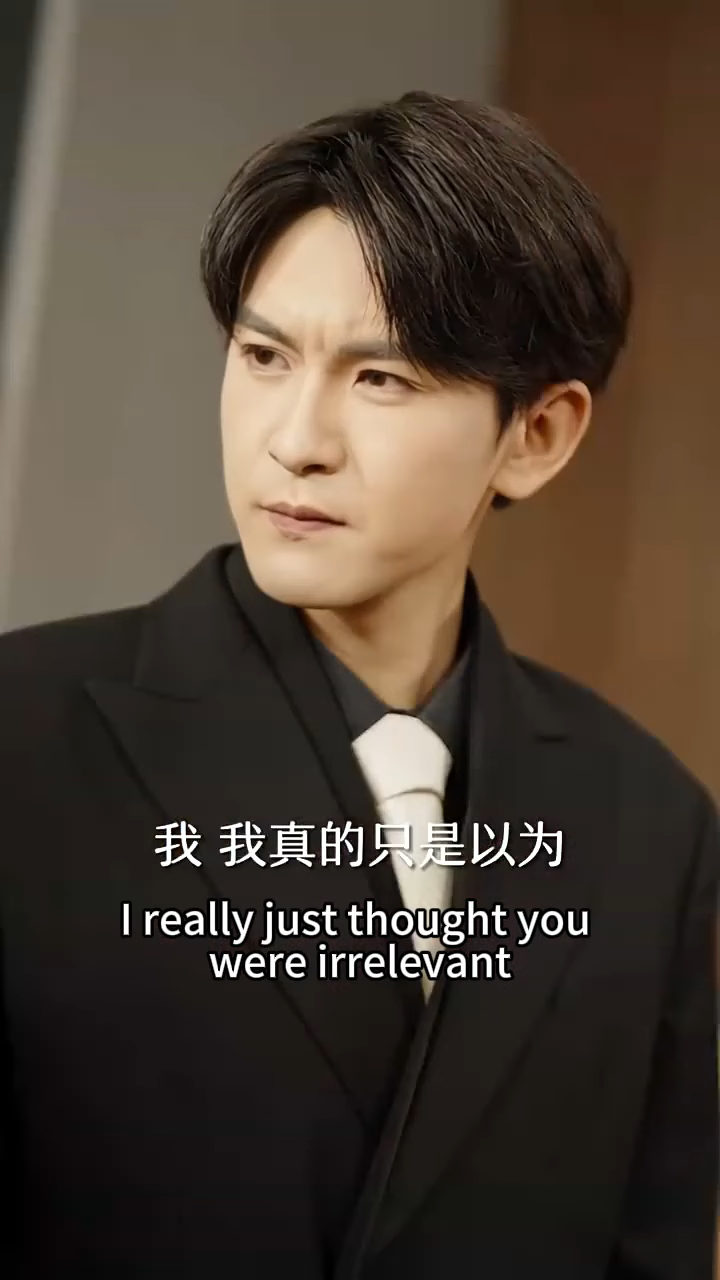 我 我真的只是以为
I really just thought you
were irrelevant